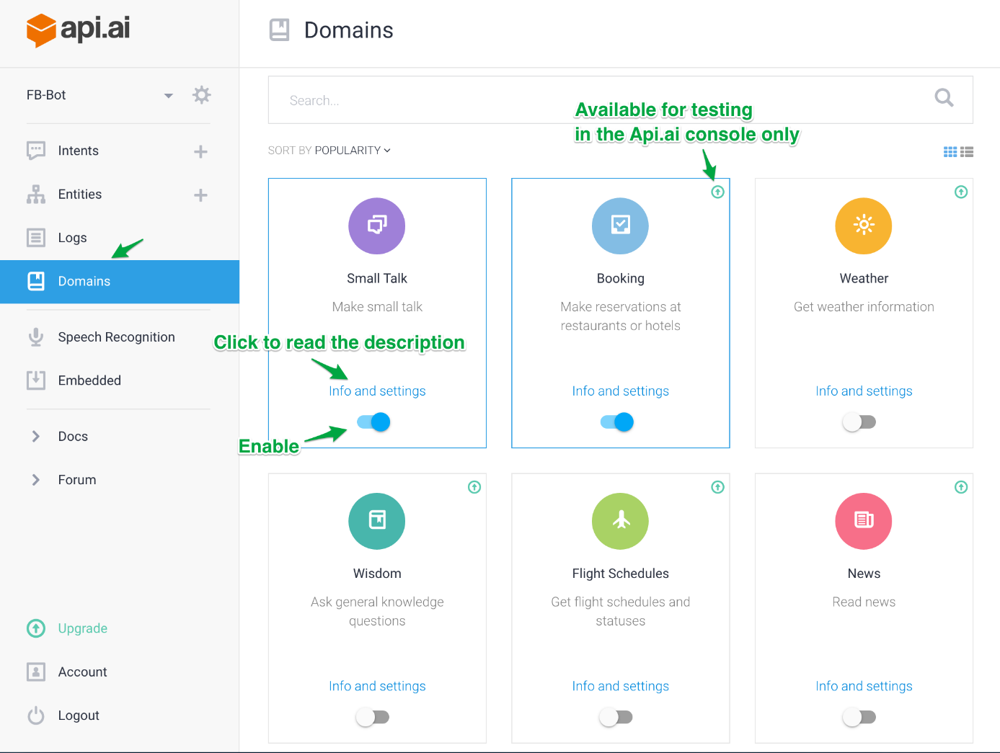 api.ai
Domains
FB-Bot
Intents
Entities
Logs
Domains
Speech Recognition
Embedded
Docs
Forum
Upgrade
Account
Logout
Search...
Available for testing
in the Api.ai console only
SORT BY POPULARITY
Small Talk
Make small talk
Click to read the description
Info and settings
Enable
Booking
Make reservations at
restaurants or hotels
Info and settings
Weather
Get weather information
Info and settings
Wisdom
Ask general knowledge
questions
Info and settings
Flight Schedules
Get flight schedules and
statuses
Info and settings
News
Read news
Info and settings